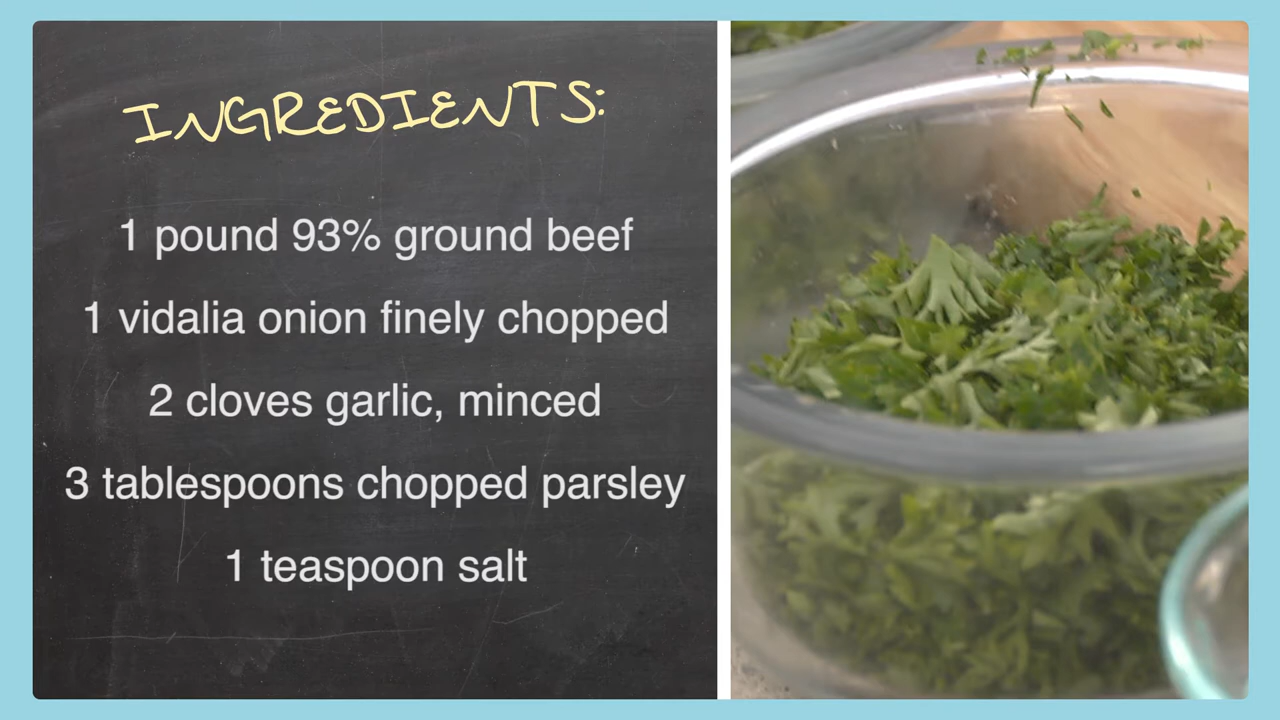 INGREDIENTS:
1 pound 93% ground beef
1 vidalia onion finely chopped
2 cloves garlic, minced
3 tablespoons chopped parsley
1 teaspoon salt